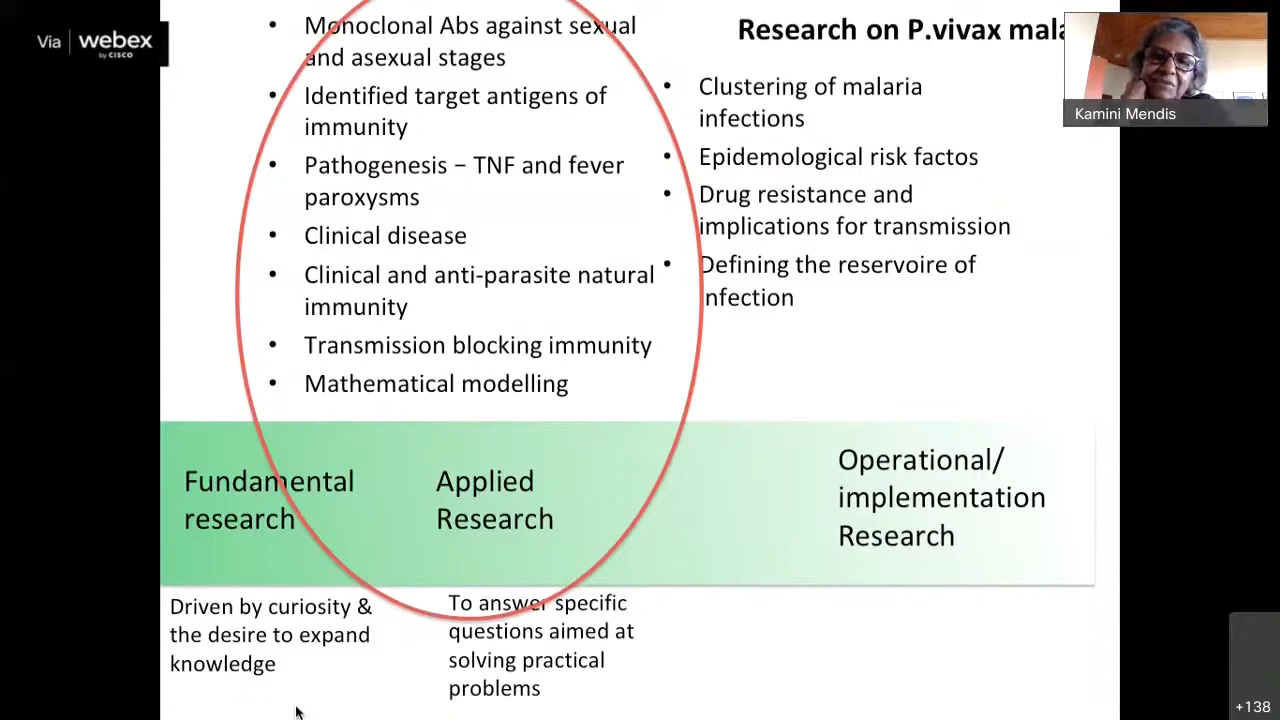 Via webex
by CISCO
• Monoclonal Abs against sexual
and asexual stages
• Identified target antigens of
immunity
• Pathogenesis – TNF and fever
paroxysms
• Clinical disease
• Clinical and anti-parasite natural
immunity
• Transmission blocking immunity
• Mathematical modelling
Research on P.vivax mala
• Clustering of malaria
infections
• Epidemiological risk factos
• Drug resistance and
implications for transmission
• Defining the reservoire of
infection
Kamini Mendis
Fundamental
research
Applied
Research
Operational/
implementation
Research
Driven by curiosity &
the desire to expand
knowledge
To answer specific
questions aimed at
solving practical
problems
+138